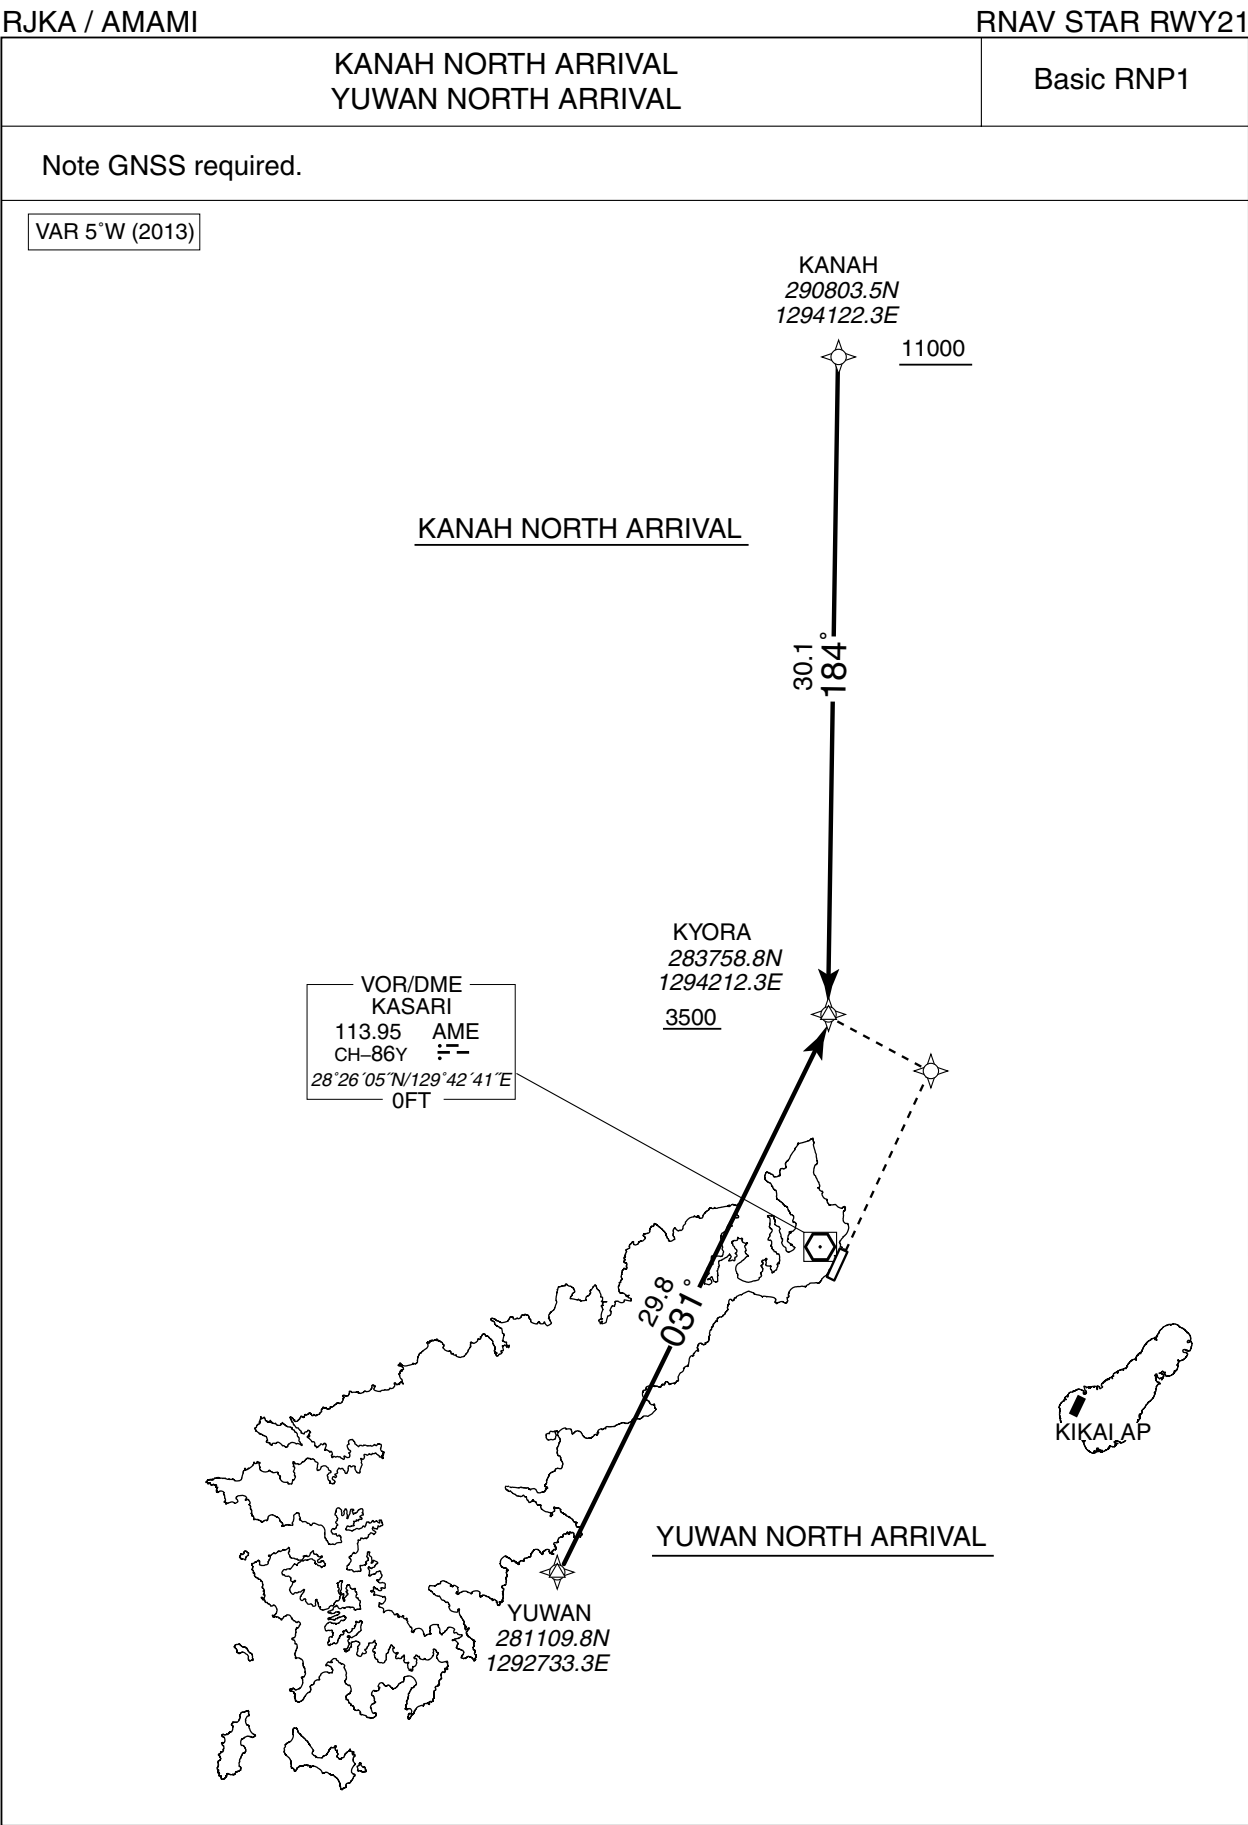 RJKA / AMAMI
RNAV STAR RWY21
KANAH NORTH ARRIVAL
YUWAN NORTH ARRIVAL
Basic RNP1
Note GNSS required.
VAR 5˚W (2013)
KANAH
290803.5N
1294122.3E
11000
KANAH NORTH ARRIVAL
30.1
184˚
KYORA
283758.8N
1294212.3E
3500
VOR/DME
KASARI
113.95 AME
CH–86Y
28˚26´05˝N/129˚42´41˝E
0FT
29.8
031˚
KIKAI AP
YUWAN NORTH ARRIVAL
YUWAN
281109.8N
1292733.3E